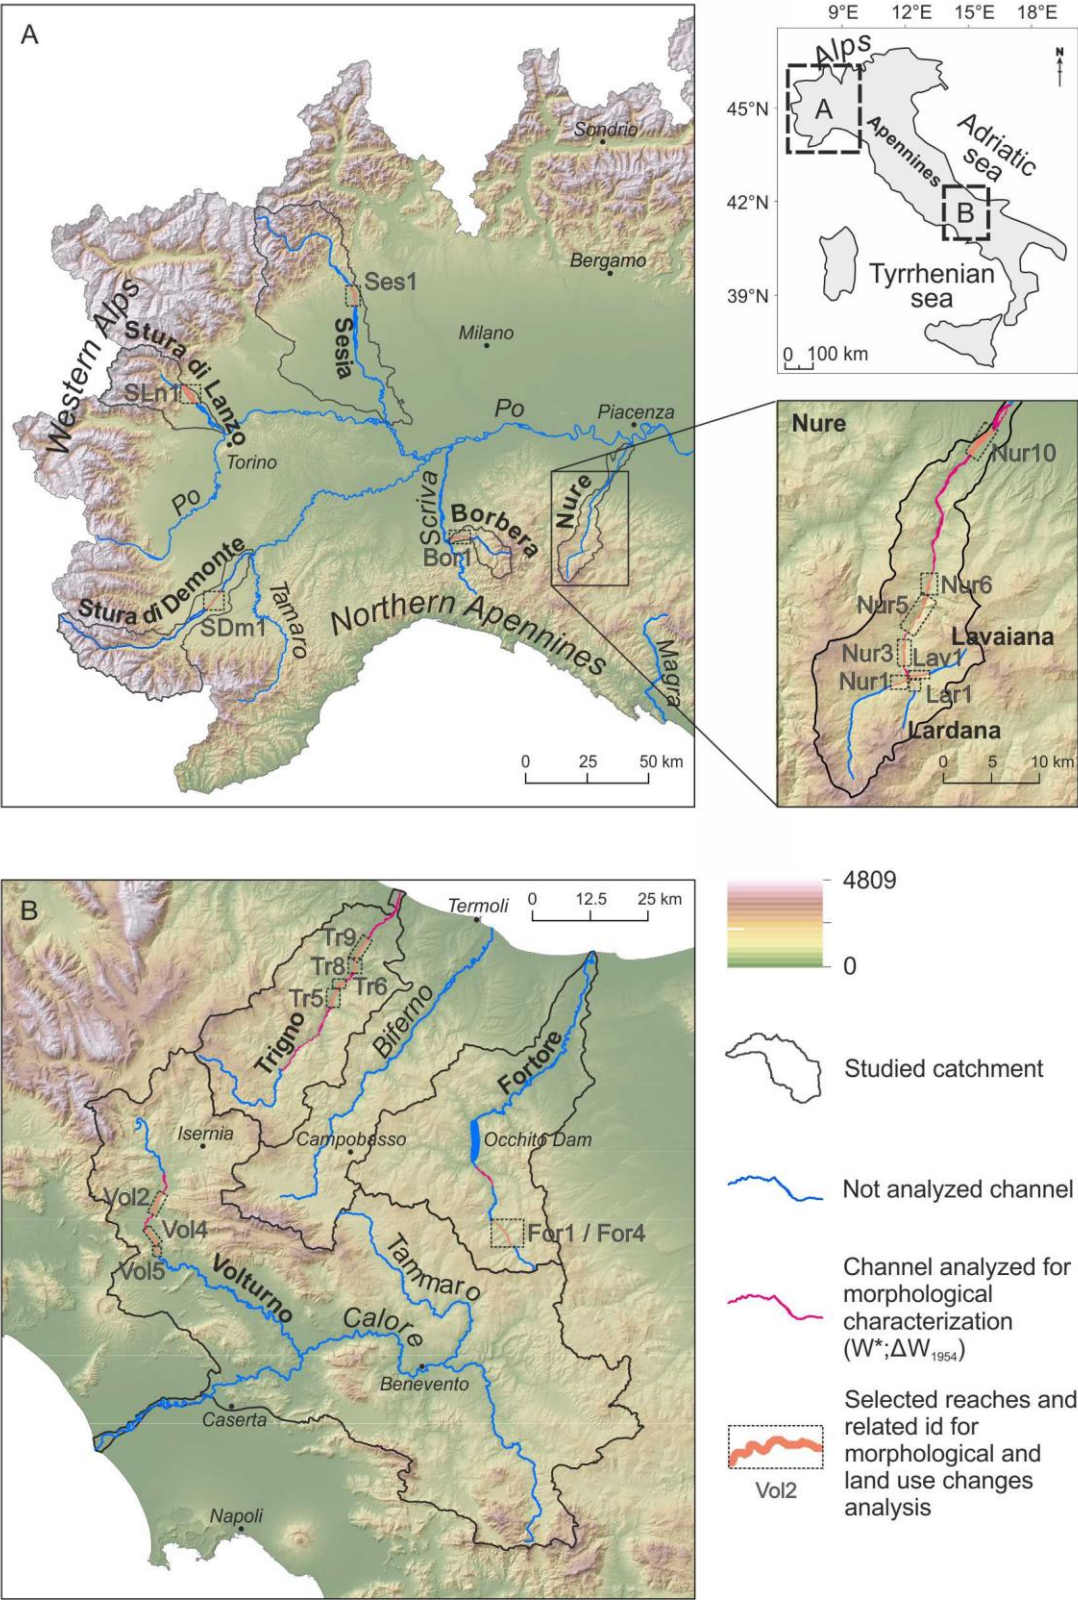 A
Sondrio
Bergamo
Ses1
Milano
Sesia
Western Alps
Stura di Lanzo
SLn1
Po
Piacenza
Torino
Po
Scriva
Borbera
Bor1
Nure
Stura di Demonte
SDm1
Tamaro
Northern Apennines
Magra
0 25 50 km
9°E 12°E 15°E 18°E
N
Alps
45°N
A
Apennines
Adriatic
sea
42°N
B
Tyrrhenian
sea
39°N
0 100 km
Nure
Nur10
Nur6
Nur5
Lavaiana
Nur3
Lav1
Nur1
Lar1
Lardana
0 5 10 km
B
Termoli
0 12.5 25 km
Tr9
Tr8
Tr6
Tr5
Trigno
Biferno
Fortore
Isernia
Campobasso
Occhito Dam
Vol2
Vol4
Vol5
For1 / For4
Volturno
Tammaro
Calore
Benevento
Caserta
Napoli
4809
0
Studied catchment
Not analyzed channel
Channel analyzed for
morphological
characterization
(W*;ΔW1954)
Selected reaches and
related id for
morphological and
land use changes
analysis
Vol2